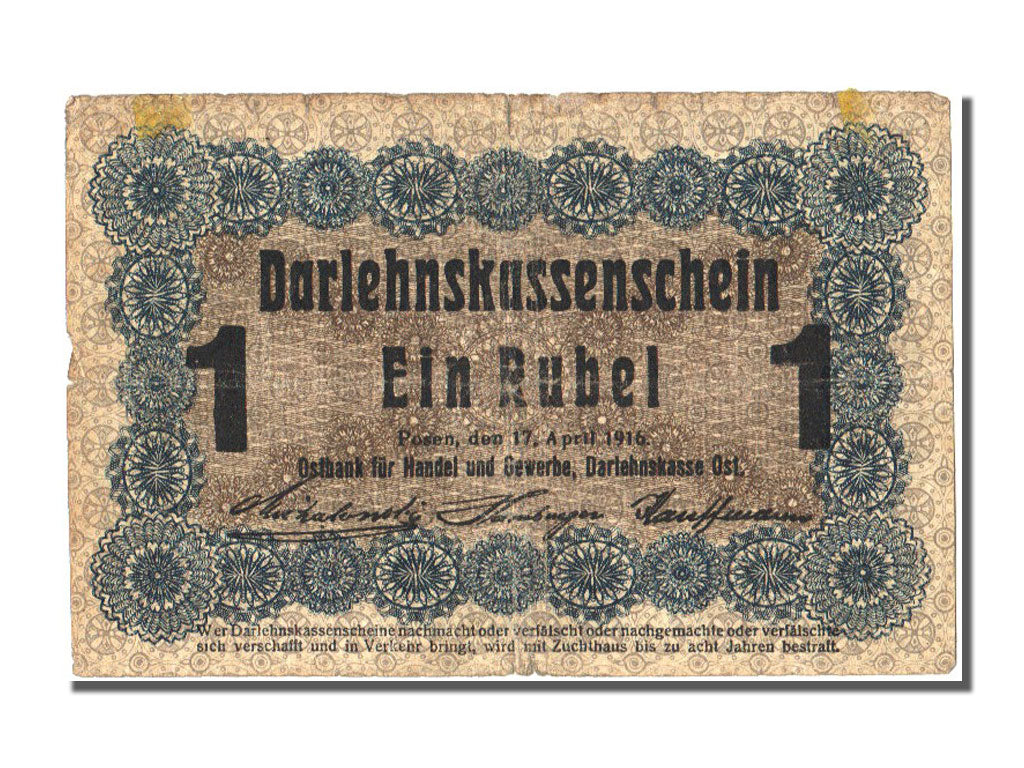 Darlehnskassenschein
1 Ein Rubel 1
Posen, den 17. April 1916.
Ostbank für Handel und Gewerbe, Darlehnskasse Ost.
Kauffmann
Wer Darlehnskassenscheine nachmacht oder verfälscht oder nachgemachte oder verfälschte
sich verschafft und in Verkehr bringt, wird mit Zuchthaus bis zu acht Jahren bestraft.